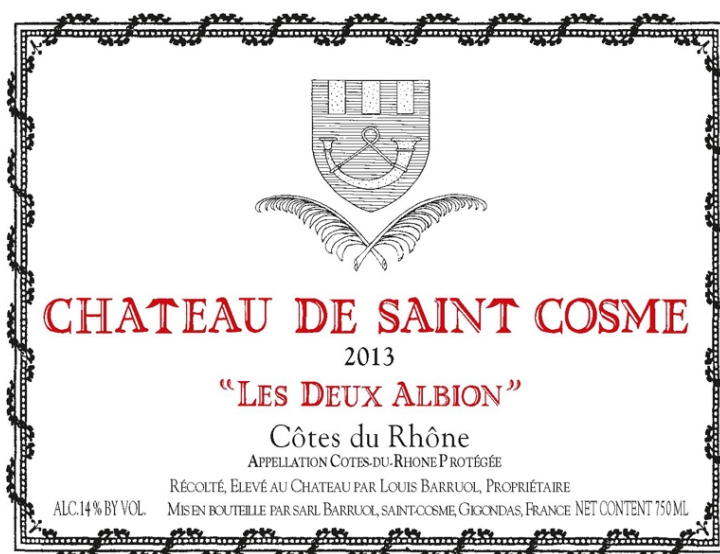 CHATEAU DE SAINT COSME
2013
“LES DEUX ALBION”
Côtes du Rhône
APPELLATION COTES-DU-RHONE PROTÉGÉE
RÉCOLTÉ, ELEVÉ AU CHATEAU PAR LOUIS BARRUOL, PROPRIÉTAIRE
ALC.14 % BY VOL. MIS EN BOUTEILLE PAR SARL BARRUOL, SAINT-COSME, GIGONDAS, FRANCE NET CONTENT 750 ML